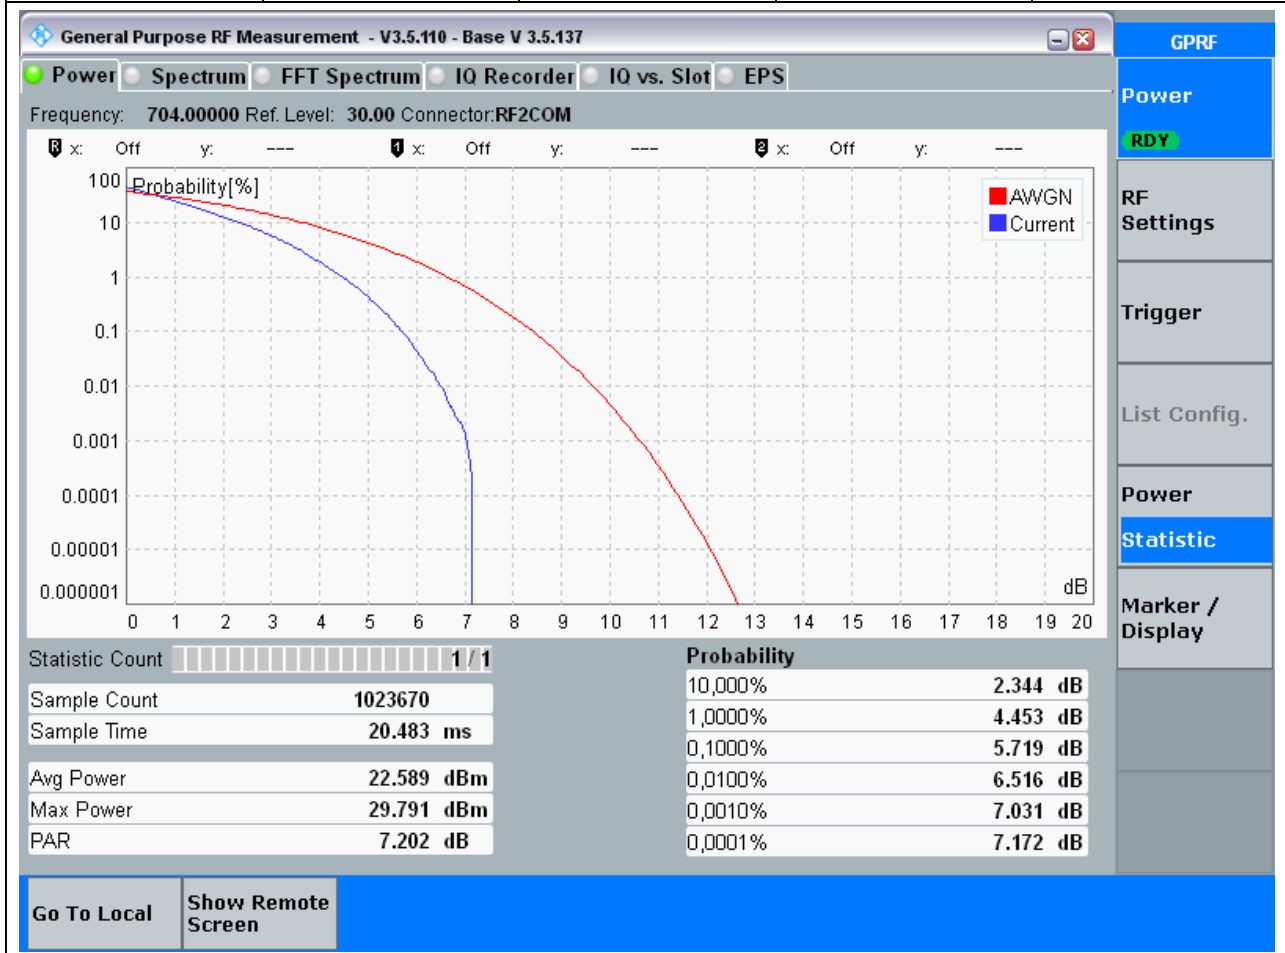 General Purpose RF Measurement - V3.5.110 - Base V 3.5.137
GPRF
Power Spectrum FFT Spectrum IQ Recorder IQ vs. Slot EPS
Frequency: 704.00000 Ref. Level: 30.00 Connector:RF2COM
R x: Off y: --- 1 x: Off y: --- 2 x: Off y: ---
Probability[%]
AWGN
Current
100
10
1
0.1
0.01
0.001
0.0001
0.00001
0.000001
dB
0 1 2 3 4 5 6 7 8 9 10 11 12 13 14 15 16 17 18 19 20
Statistic Count 1 / 1
Sample Count 1023670
Sample Time 20.483 ms
Avg Power 22.589 dBm
Max Power 29.791 dBm
PAR 7.202 dB
Probability
10,000% 2.344 dB
1,0000% 4.453 dB
0,1000% 5.719 dB
0,0100% 6.516 dB
0,0010% 7.031 dB
0,0001% 7.172 dB
Power
RDY
RF
Settings
Trigger
List Config.
Power
Statistic
Marker /
Display
Go To Local
Show Remote
Screen